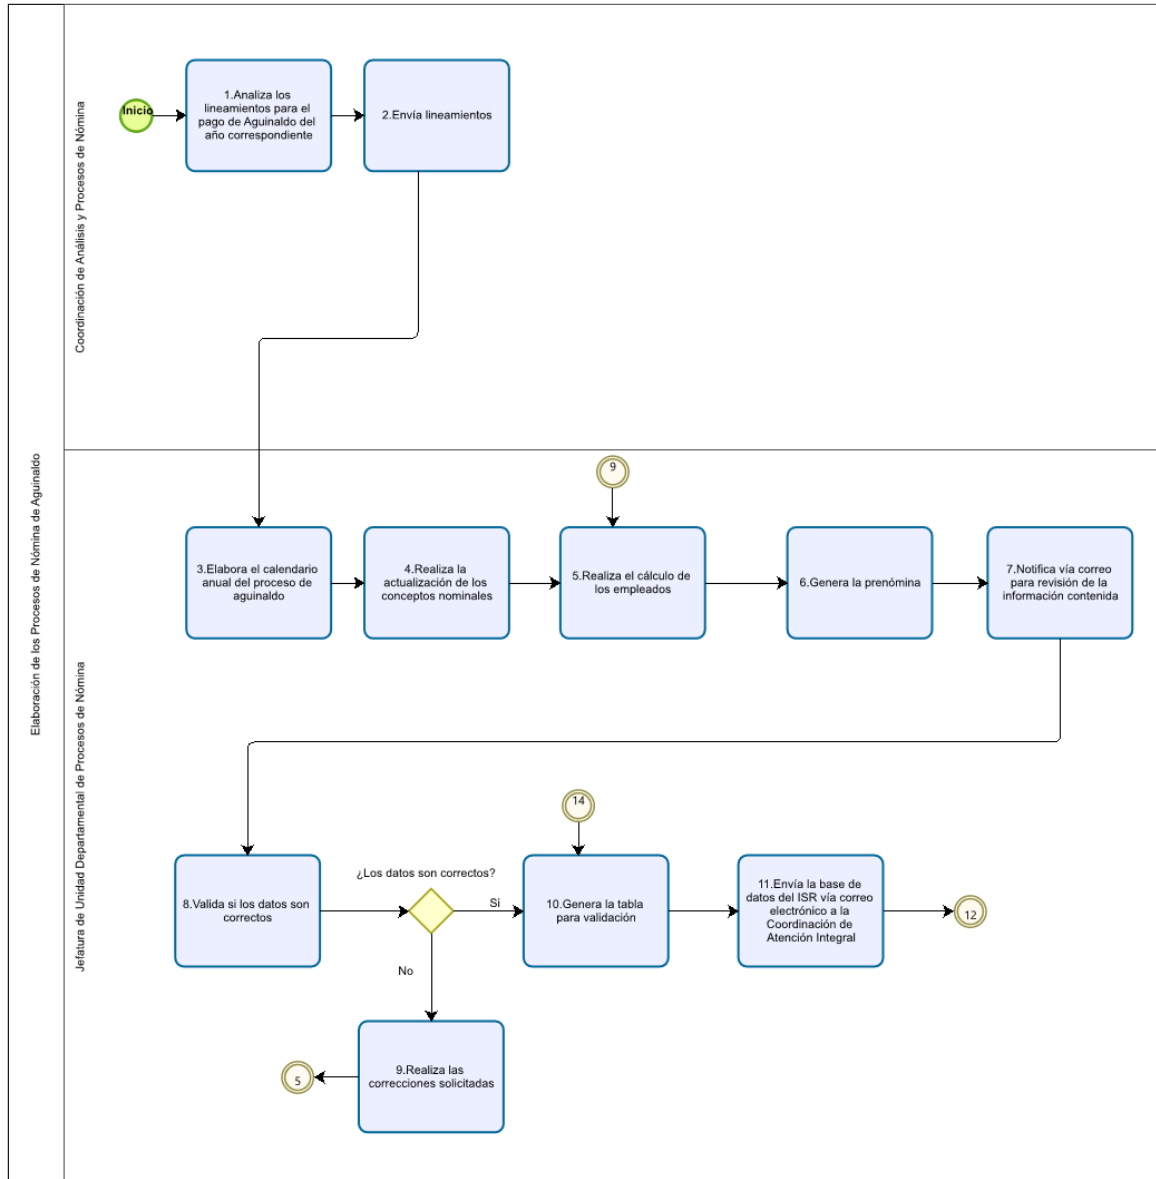 Elaboración de los Procesos de Nómina de Aguinaldo
Coordinación de Análisis y Procesos de Nómina
Inicio
1.Analiza los
lineamientos para el
pago de Aguinaldo del
año correspondiente
2.Envía lineamientos
Jefatura de Unidad Departamental de Procesos de Nómina
9
3.Elabora el calendario
anual del proceso de
aguinaldo
4.Realiza la
actualización de los
conceptos nominales
5.Realiza el cálculo de
los empleados
6.Genera la prenómina
7.Notifica vía correo
para revisión de la
información contenida
14
8.Valida si los datos son
correctos
¿Los datos son correctos?
Si
No
10.Genera la tabla
para validación
11.Envía la base de
datos del ISR vía correo
electrónico a la
Coordinación de
Atención Integral
12
9.Realiza las
correcciones solicitadas
5